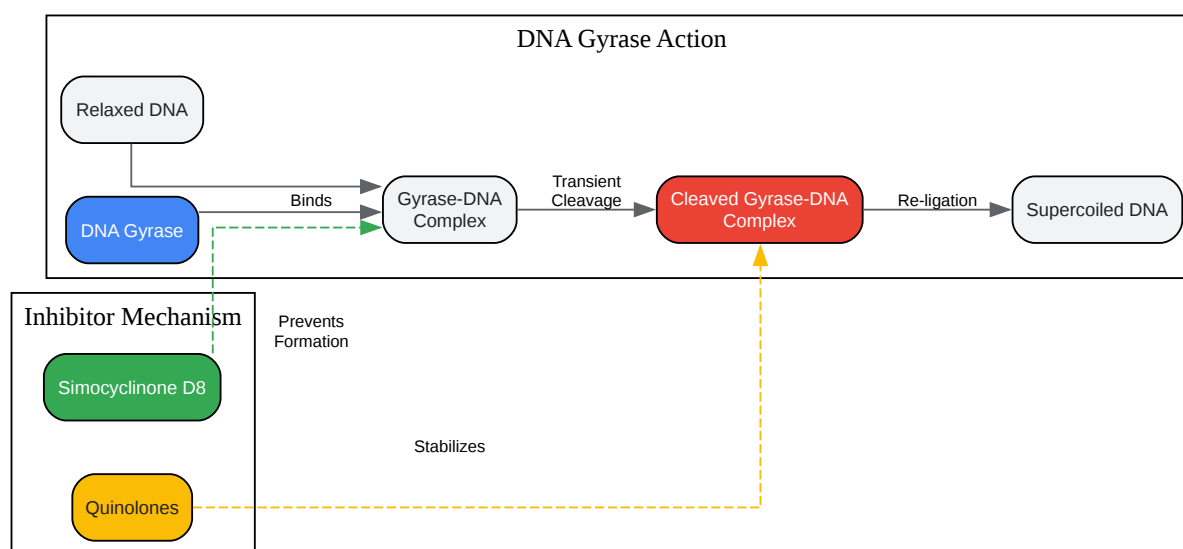 DNA Gyrase Action
Relaxed DNA
DNA Gyrase
Binds
Gyrase-DNA
Complex
Transient
Cleavage
Cleaved Gyrase-DNA
Complex
Re-ligation
Supercoiled DNA
Inhibitor Mechanism
Prevents
Formation
Simocyclinone D8
Stabilizes
Quinolones